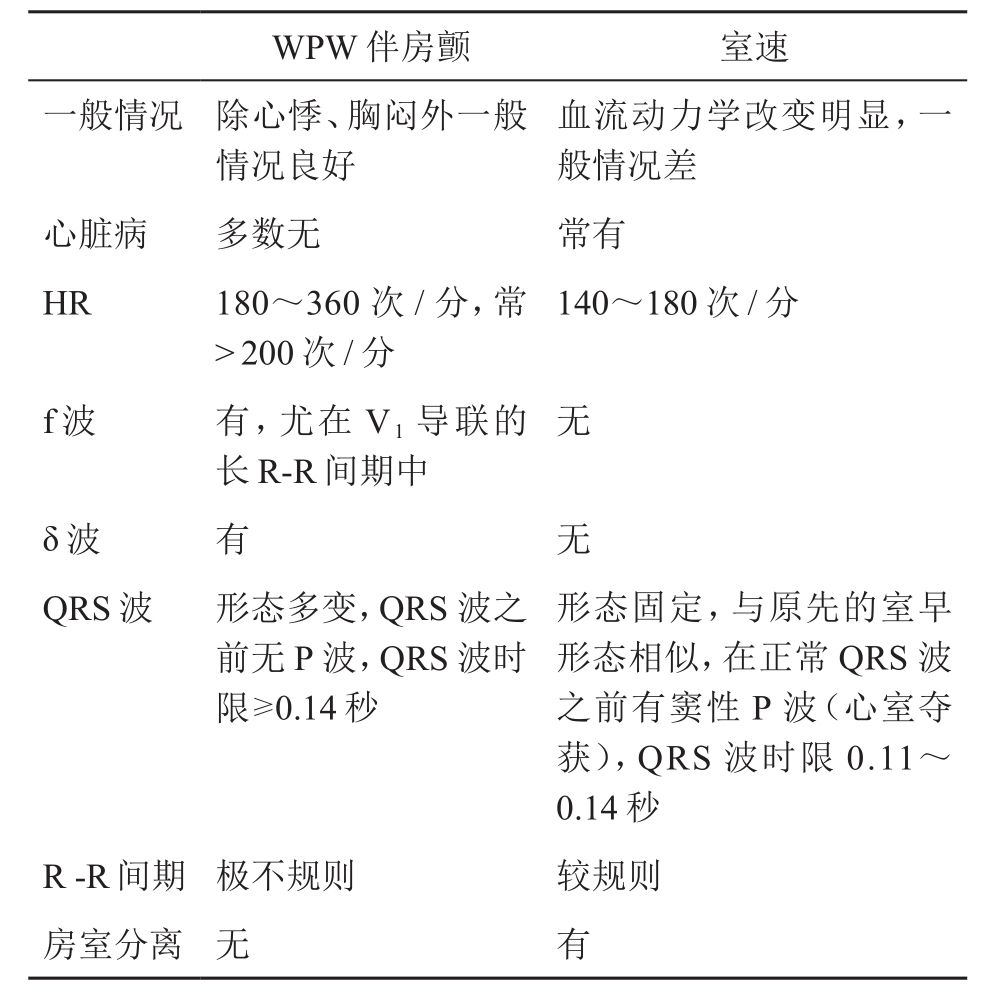 WPW 伴房颤 室速
一般情况 除心悸、胸闷外一般 血流动力学改变明显，一
情况良好 般情况差
心脏病 多数无 常有
HR 180～360 次 / 分，常 140～180 次 / 分
> 200 次 / 分
f 波 有，尤在 V₁ 导联的 无
长 R-R 间期中
δ 波 有 无
QRS 波 形态多变，QRS 波之 形态固定，与原先的室早
前无 P 波，QRS 波时 形态相似，在正常 QRS 波
限≥0.14 秒 之前有窦性 P 波（心室夺
获），QRS 波时限 0.11～
0.14 秒
R -R 间期 极不规则 较规则
房室分离 无 有